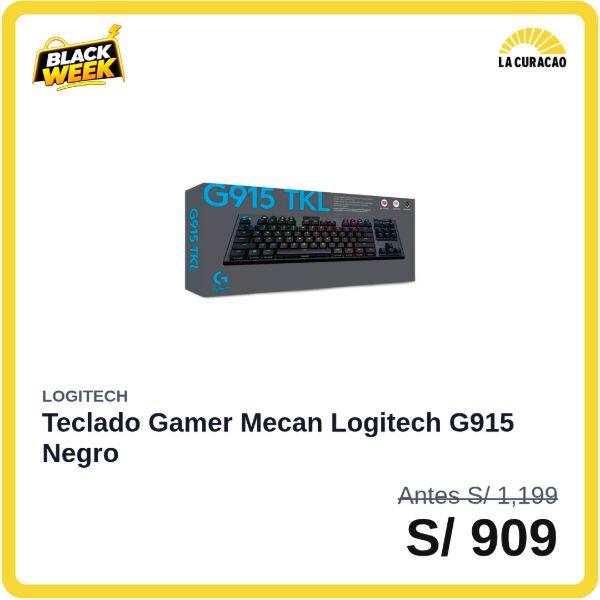 BLACK
WEEK
LA CURACAO
G915 TKL
G915 TKL
LOGITECH
Teclado Gamer Mecan Logitech G915
Negro
Antes S/ 1,199
S/ 909